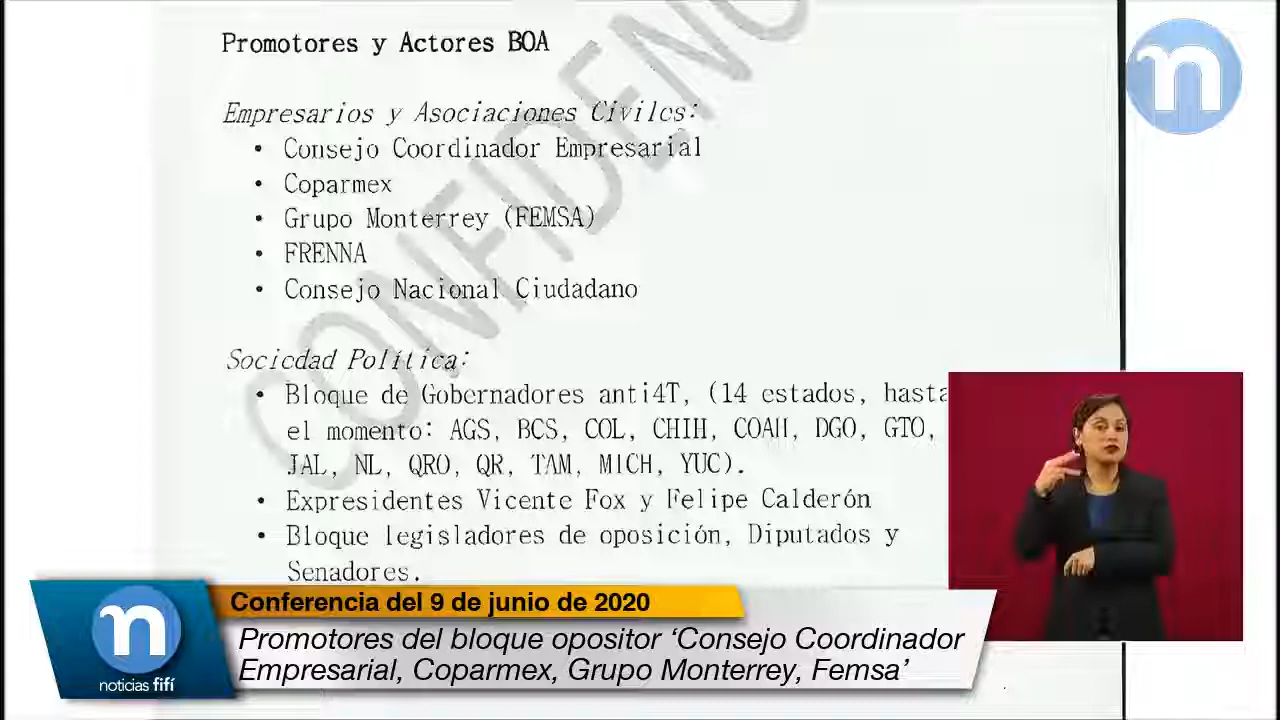 Promotores y Actores BOA
Empresarios y Asociaciones Civiles:
• Consejo Coordinador Empresarial
• Coparmex
• Grupo Monterrey (FEMSA)
• FRENNA
• Consejo Nacional Ciudadano
Sociedad Política:
• Bloque de Gobernadores anti4T, (14 estados, hasta
el momento: AGS, BCS, COL, CHIH, COAH, DGO, GTO,
JAL, NL, QRO, QR, TAM, MICH, YUC).
• Expresidentes Vicente Fox y Felipe Calderón
• Bloque legisladores de oposición, Diputados y
Senadores.
CONFIDENC
n
Conferencia del 9 de junio de 2020
Promotores del bloque opositor ‘Consejo Coordinador
Empresarial, Coparmex, Grupo Monterrey, Femsa’
n
noticias fifí